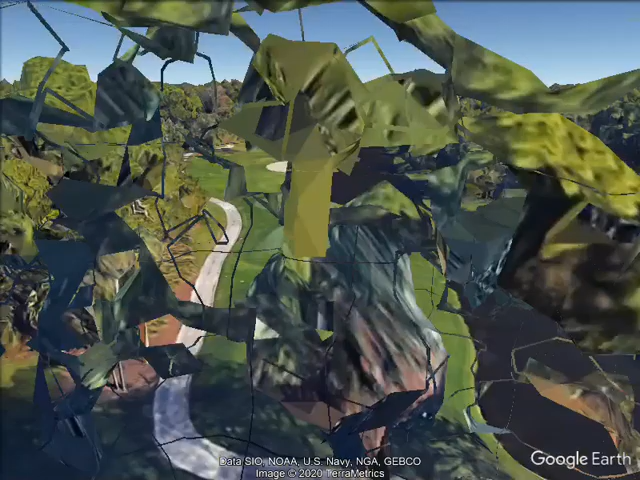 Data SIO, NOAA, U.S. Navy, NGA, GEBCO
Image © 2020 TerraMetrics
Google Earth